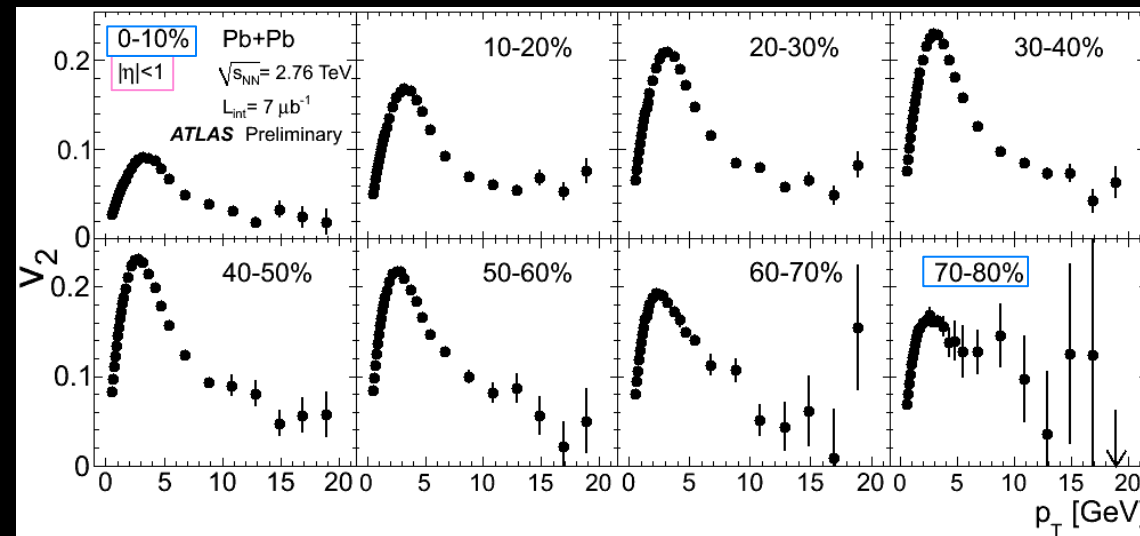 0-10% Pb+Pb
|η|<1 √s_NN = 2.76 TeV
L_int = 7 μb⁻¹
ATLAS Preliminary
10-20%
20-30%
30-40%
0.2
0.1
0
40-50%
50-60%
60-70%
70-80%
v₂
0.2
0.1
0
0 5 10 15 20 0 5 10 15 20 0 5 10 15 20 0 5 10 15 20
p_T [GeV]